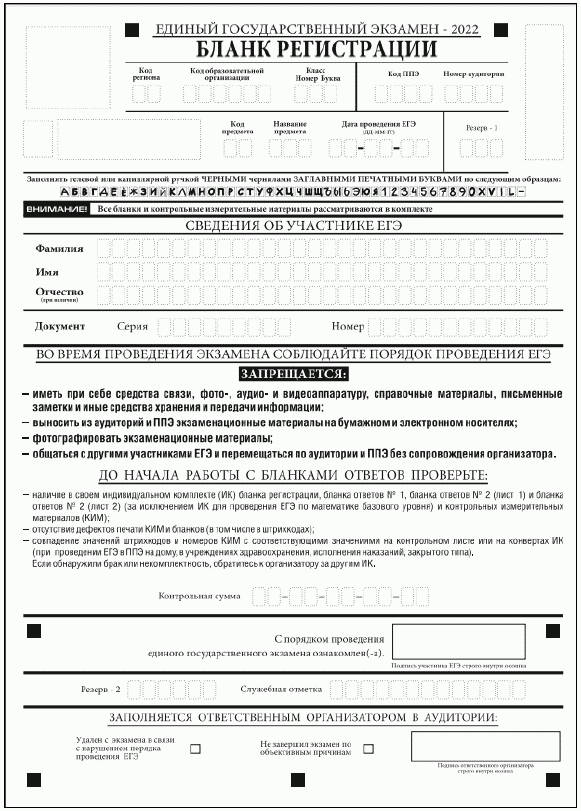 ЕДИНЫЙ ГОСУДАРСТВЕННЫЙ ЭКЗАМЕН - 2022
БЛАНК РЕГИСТРАЦИИ
Код региона
Код образовательной организации
Класс
Номер Буква
Код ППЭ
Номер аудитории
Код предмета
Название предмета
Дата проведения ЕГЭ
(ДД-ММ-ГГ)
Резерв - 1
Заполнять гелевой или капиллярной ручкой ЧЕРНЫМИ чернилами ЗАГЛАВНЫМИ ПЕЧАТНЫМИ БУКВАМИ по следующим образцам:
АБВГДЕЁЖЗИЙКЛМНОПРСТУФХЦЧШЩЪЫЬЭЮЯ1234567890XVIL-
ВНИМАНИЕ! Все бланки и контрольные измерительные материалы рассматриваются в комплекте
СВЕДЕНИЯ ОБ УЧАСТНИКЕ ЕГЭ
Фамилия
Имя
Отчество
(при наличии)
Документ Серия Номер
ВО ВРЕМЯ ПРОВЕДЕНИЯ ЭКЗАМЕНА СОБЛЮДАЙТЕ ПОРЯДОК ПРОВЕДЕНИЯ ЕГЭ
ЗАПРЕЩАЕТСЯ:
– иметь при себе средства связи, фото-, аудио- и видеоаппаратуру, справочные материалы, письменные
заметки и иные средства хранения и передачи информации;
– выносить из аудиторий и ППЭ экзаменационные материалы на бумажном и электронном носителях;
– фотографировать экзаменационные материалы;
– общаться с другими участниками ЕГЭ и перемещаться по аудитории и ППЭ без сопровождения организатора.
ДО НАЧАЛА РАБОТЫ С БЛАНКАМИ ОТВЕТОВ ПРОВЕРЬТЕ:
– наличие в своем индивидуальном комплекте (ИК) бланка регистрации, бланка ответов № 1, бланка ответов № 2 (лист 1) и бланка
ответов № 2 (лист 2) (за исключением ИК для проведения ЕГЭ по математике базового уровня) и контрольных измерительных
материалов (КИМ);
– отсутствие дефектов печати КИМ и бланков (в том числе в штрихкодах);
– совпадение значений штрихкодов и номеров КИМ с соответствующими значениями на контрольном листе или на конвертах ИК
(при проведении ЕГЭ в ППЭ на дому, в учреждениях здравоохранения, исполнения наказаний, закрытого типа).
Если обнаружили брак или некомплектность, обратитесь к организатору за другим ИК.
Контрольная сумма
С порядком проведения
единого государственного экзамена ознакомлен(-а).
Подпись участника ЕГЭ строго внутри окошка
Резерв - 2 Служебная отметка
ЗАПОЛНЯЕТСЯ ОТВЕТСТВЕННЫМ ОРГАНИЗАТОРОМ В АУДИТОРИИ:
Удален с экзамена в связи
с нарушением порядка
проведения ЕГЭ
Не завершил экзамен по
объективным причинам
Подпись ответственного организатора
строго внутри окошка